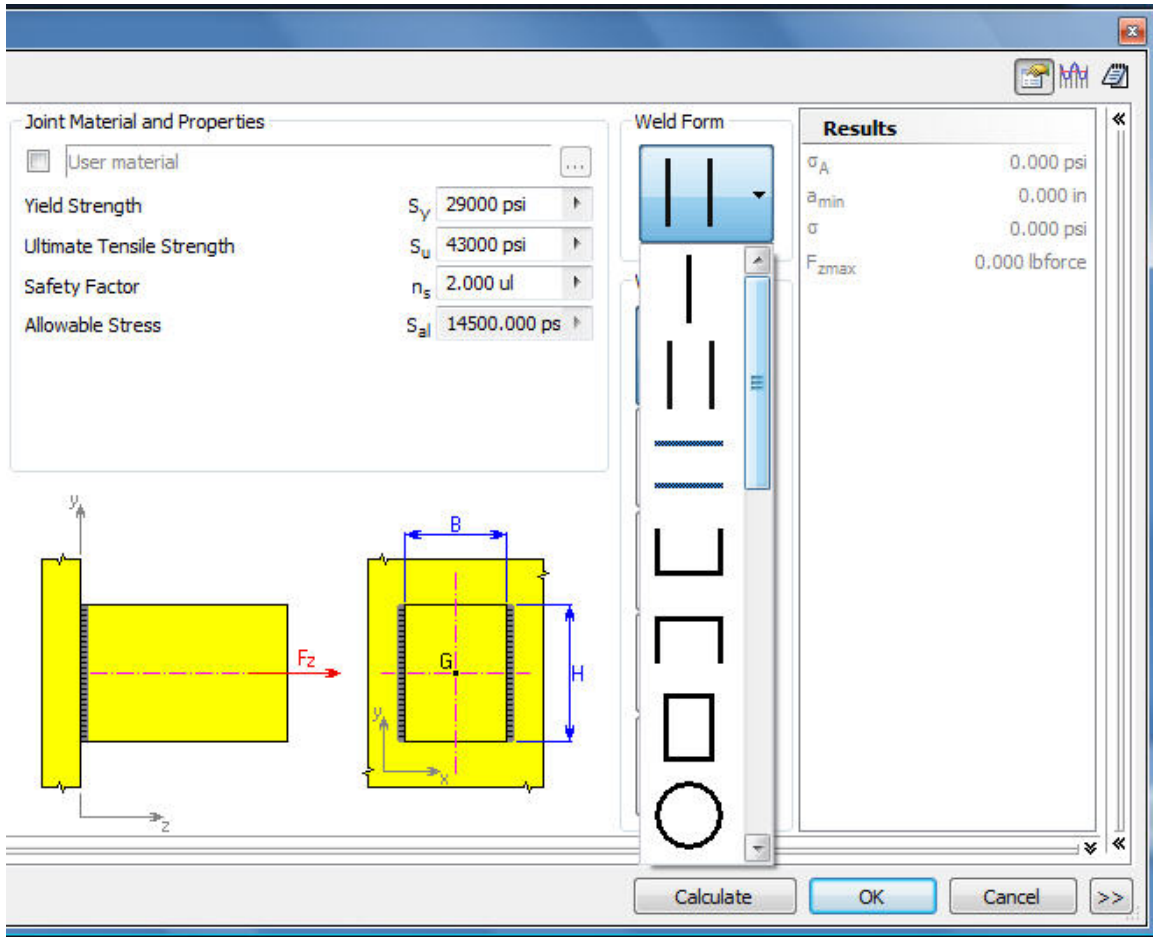 Joint Material and Properties
User material
...
Yield Strength Sy 29000 psi
Ultimate Tensile Strength Su 43000 psi
Safety Factor ns 2.000 ul
Allowable Stress Sal 14500.000 ps
Weld Form
Results
σA 0.000 psi
amin 0.000 in
σ 0.000 psi
Fzmax 0.000 lbforce
y
Fz
z
B
H
G
y
x
Calculate
OK
Cancel
>>